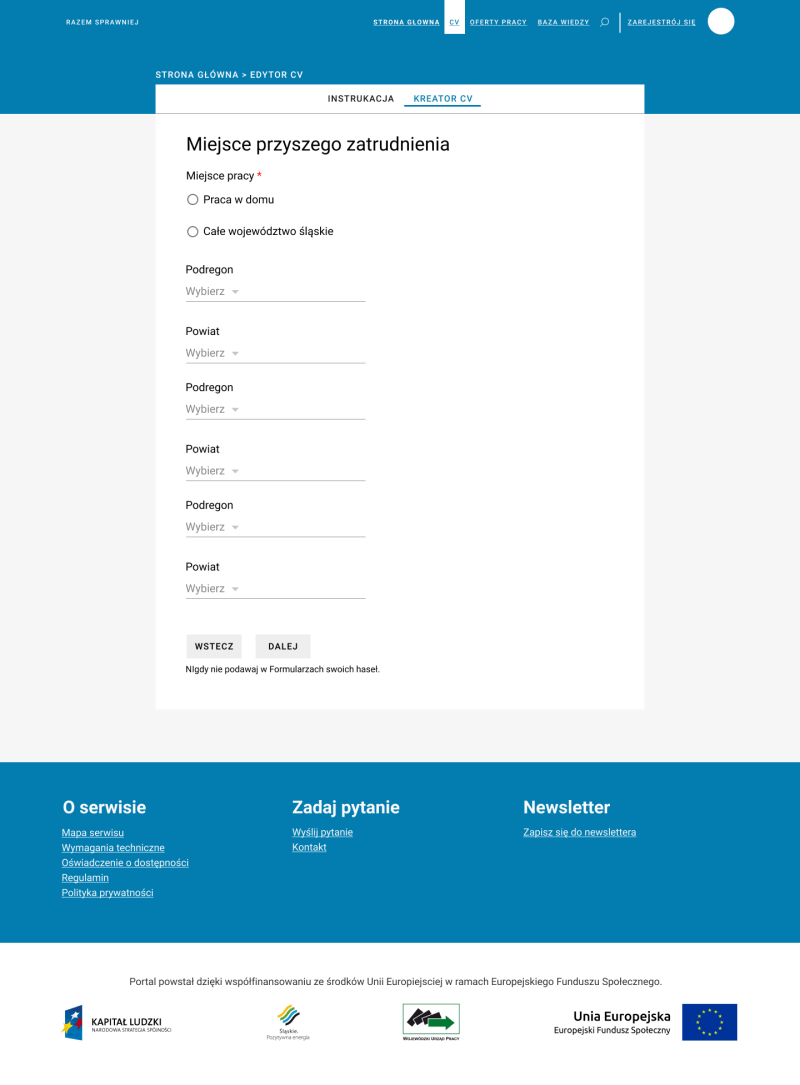 RAZEM SPRAWNIEJ
STRONA GŁOWNA CV OFERTY PRACY BAZA WIEDZY ZAREJESTRÓJ SIĘ
STRONA GŁÓWNA > EDYTOR CV
INSTRUKACJA KREATOR CV
Miejsce przyszego zatrudnienia
Miejsce pracy *
Praca w domu
Całe województwo śląskie
Podregon
Wybierz
Powiat
Wybierz
Podregon
Wybierz
Powiat
Wybierz
Podregon
Wybierz
Powiat
Wybierz
WSTECZ DALEJ
NIgdy nie podawaj w Formularzach swoich haseł.
O serwisie
Mapa serwisu
Wymagania techniczne
Oświadczenie o dostępności
Regulamin
Polityka prywatności
Zadaj pytanie
Wyślij pytanie
Kontakt
Newsletter
Zapisz się do newslettera
Portal powstał dzięki współfinansowaniu ze środków Unii Europiejsciej w ramach Europejskiego Funduszu Społecznego.
KAPITAŁ LUDZKI
NARODOWA STRATEGIA SPÓJNOŚCI
Śląskie.
Pozytywna energia
WOJEWÓDZKI URZĄD PRACY
Unia Europejska
Europejski Fundusz Społeczny